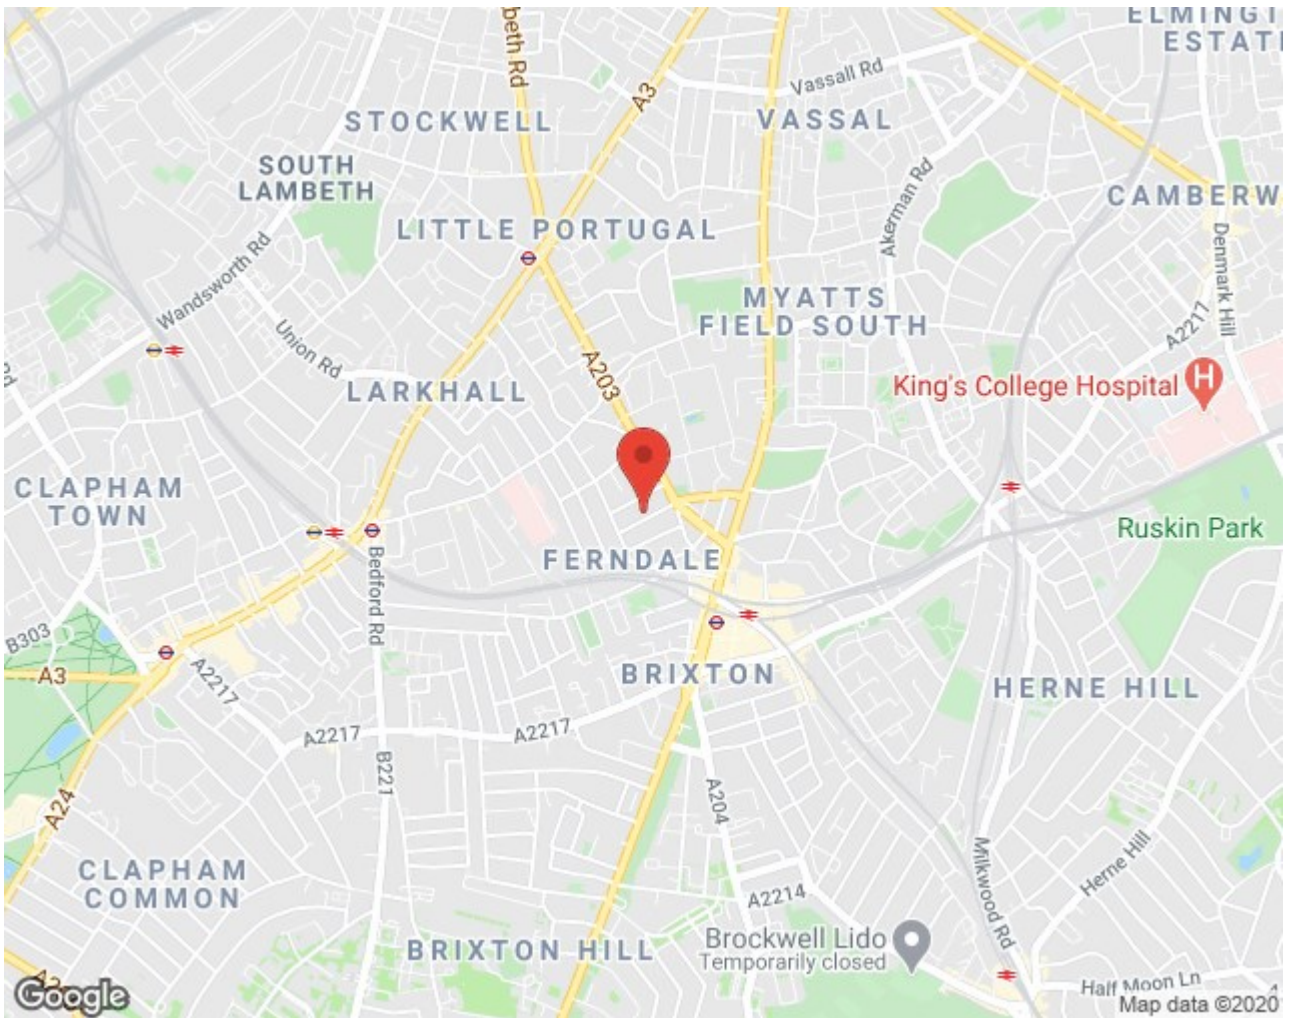 ELMINGT
ESTATE
beth Rd
Vassall Rd
A3
STOCKWELL
VASSAL
SOUTH
LAMBETH
Akerman Rd
CAMBERW
LITTLE PORTUGAL
Denmark Hill
Wandsworth Rd
MYATTS
FIELD SOUTH
A2217
Union Rd
Rd
A203
LARKHALL
King's College Hospital
H
CLAPHAM
TOWN
Ruskin Park
FERNDALE
Bedford Rd
B303
A3
A2217
BRIXTON
HERNE HILL
A2217
A2217
B221
A204
A24
CLAPHAM
COMMON
Milkwood Rd
Herne Hill
A2214
BRIXTON HILL
Brockwell Lido
Temporarily closed
Half Moon Ln
Google
Map data ©2020